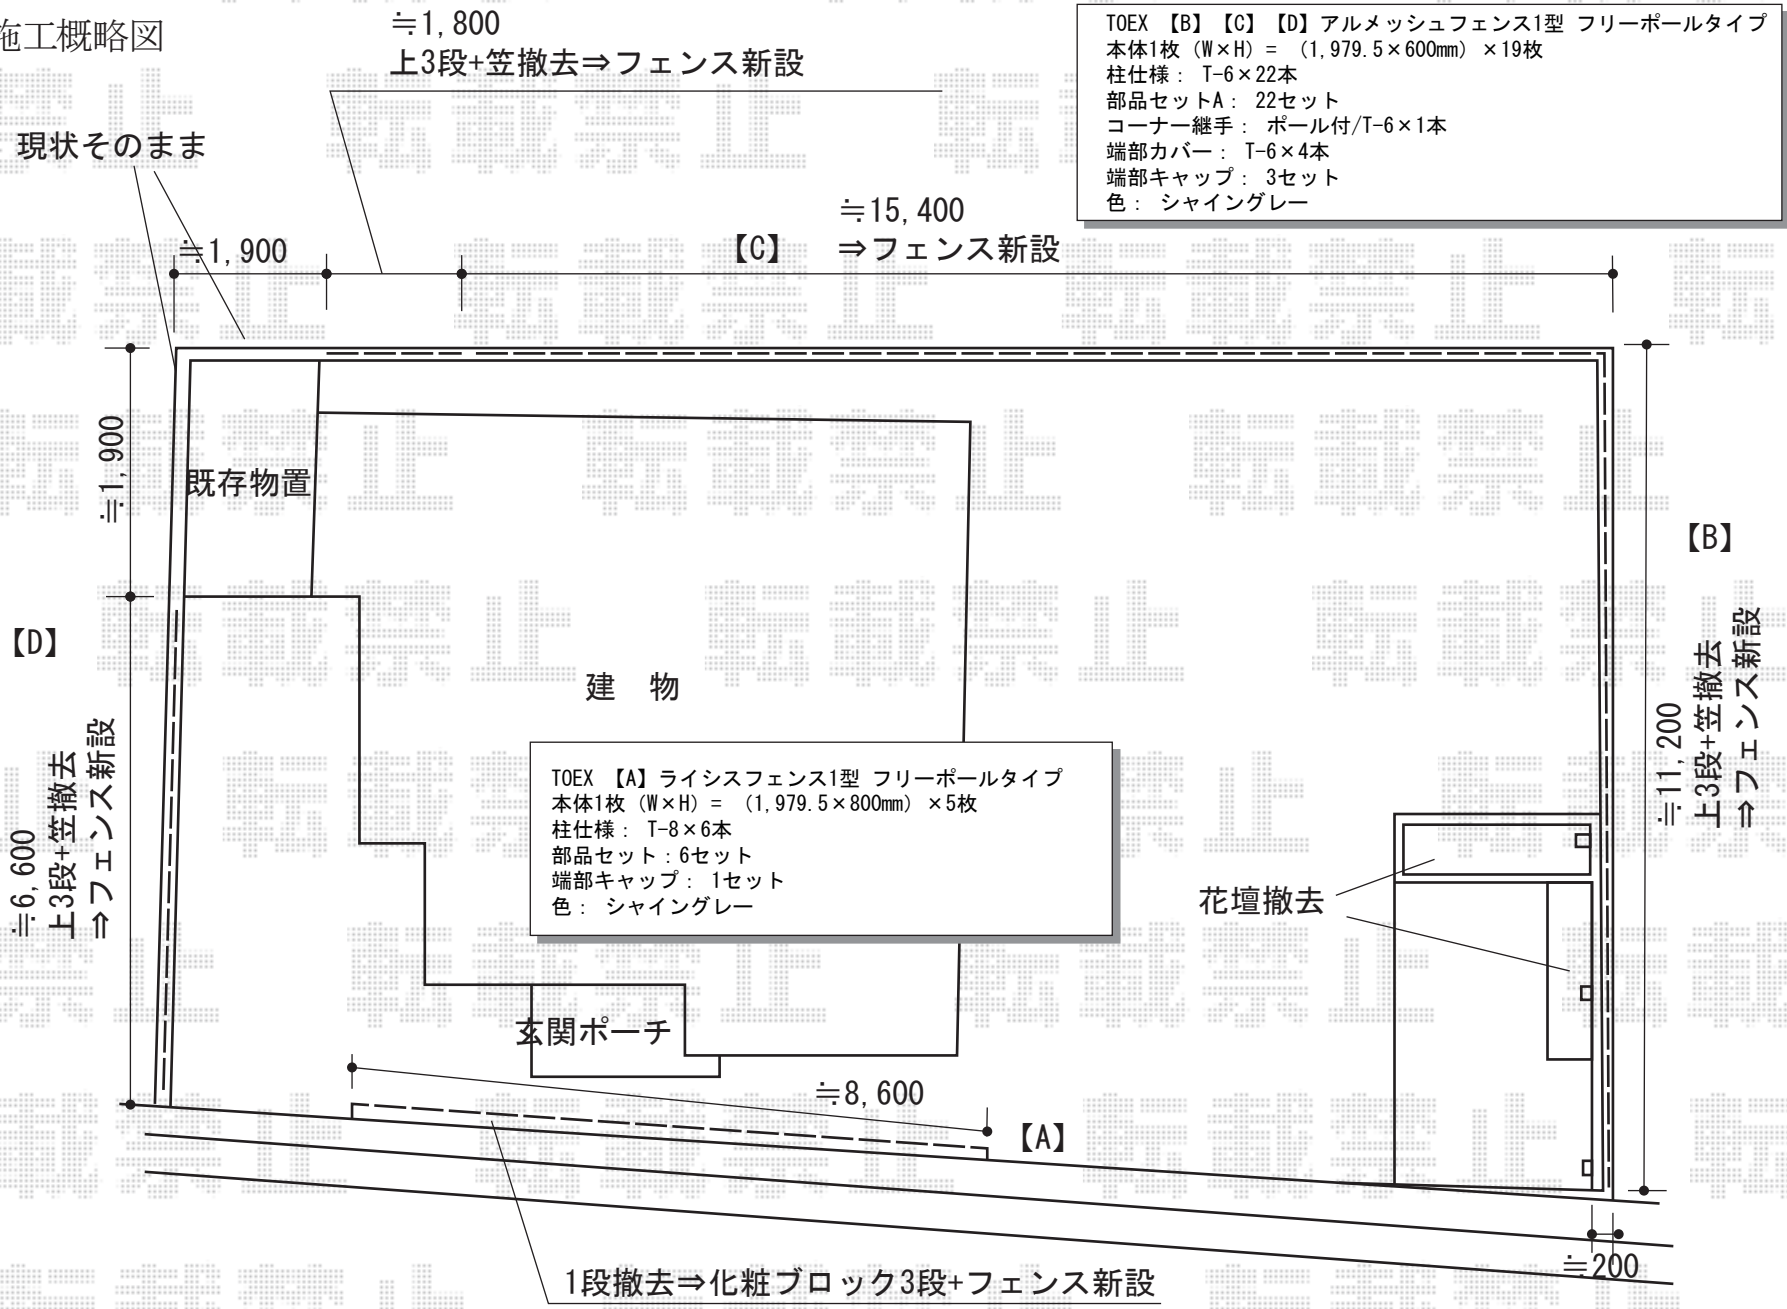 施工概略図
≒1,800
上3段+笠撤去⇒フェンス新設
TOEX 【B】【C】【D】アルメッシュフェンス1型 フリーポールタイプ
本体1枚（W×H）= （1,979.5×600mm）×19枚
柱仕様： T-6×22本
部品セットA： 22セット
コーナー継手： ポール付/T-6×1本
端部カバー： T-6×4本
端部キャップ： 3セット
色： シャイングレー
現状そのまま
≒1,900
【C】
≒15,400
⇒フェンス新設
≒1,900
既存物置
【B】
≒11,200
上3段+笠撤去
⇒フェンス新設
【D】
≒6,600
上3段+笠撤去
⇒フェンス新設
建　物
TOEX 【A】ライシスフェンス1型 フリーポールタイプ
本体1枚（W×H）= （1,979.5×800mm）×5枚
柱仕様： T-8×6本
部品セット：6セット
端部キャップ： 1セット
色： シャイングレー
花壇撤去
玄関ポーチ
≒8,600
【A】
≒200
1段撤去⇒化粧ブロック3段+フェンス新設
転載禁止